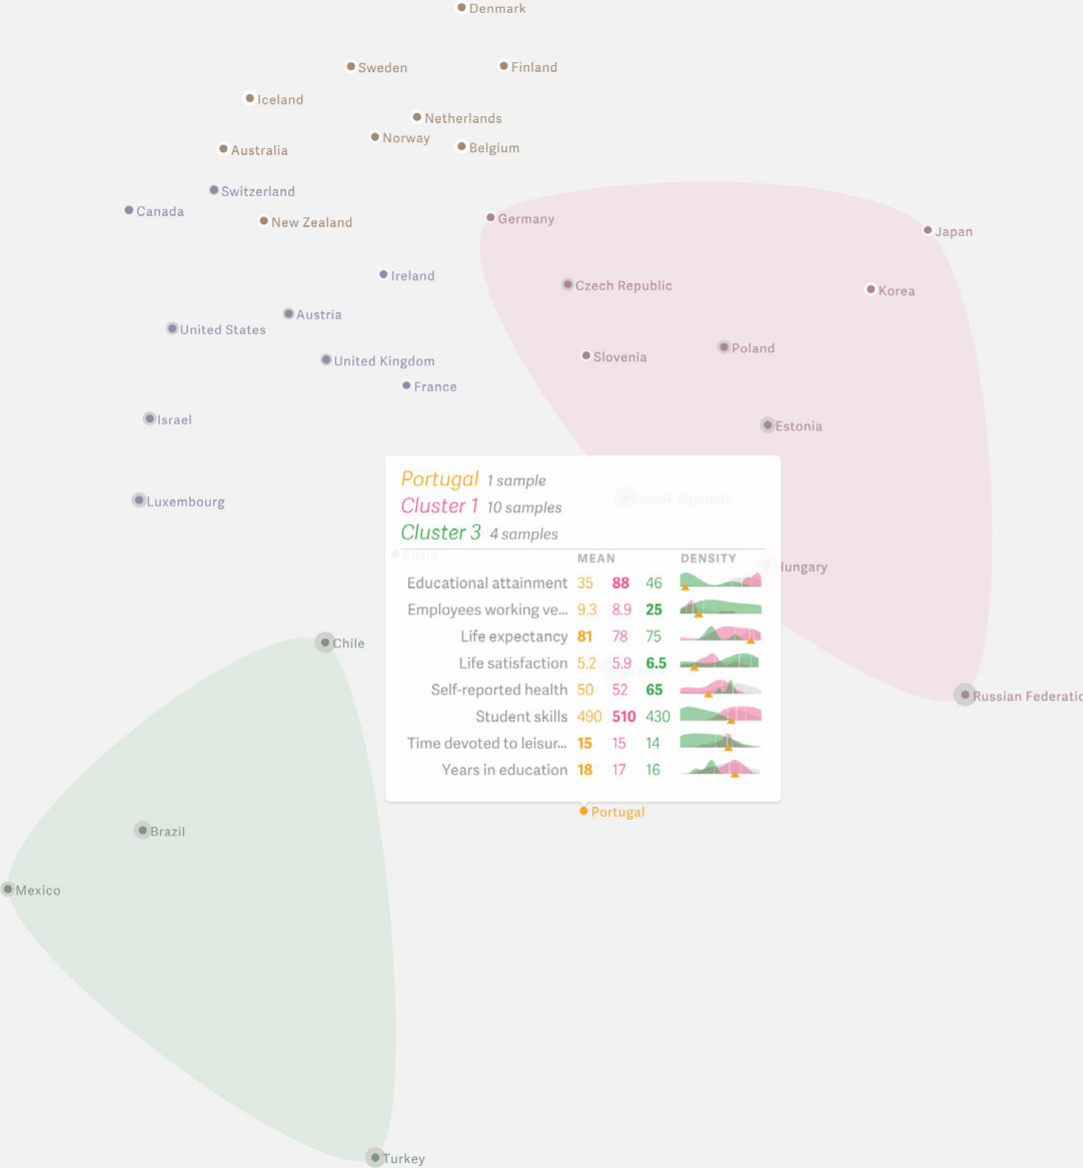 Denmark
Sweden
Finland
Iceland
Netherlands
Norway
Belgium
Australia
Switzerland
Canada
New Zealand
Germany
Japan
Ireland
Czech Republic
Korea
Austria
United States
Poland
Slovenia
United Kingdom
France
Israel
Estonia
Luxembourg
Slovak Republic
Spain
Hungary
Portugal 1 sample
Cluster 1 10 samples
Cluster 3 4 samples
MEAN DENSITY
Educational attainment 35 88 46
Employees working ve... 9.3 8.9 25
Life expectancy 81 78 75
Life satisfaction 5.2 5.9 6.5
Self-reported health 50 52 65
Student skills 490 510 430
Time devoted to leisur... 15 15 14
Years in education 18 17 16
Chile
Russian Federatic
Portugal
Brazil
Mexico
Turkey